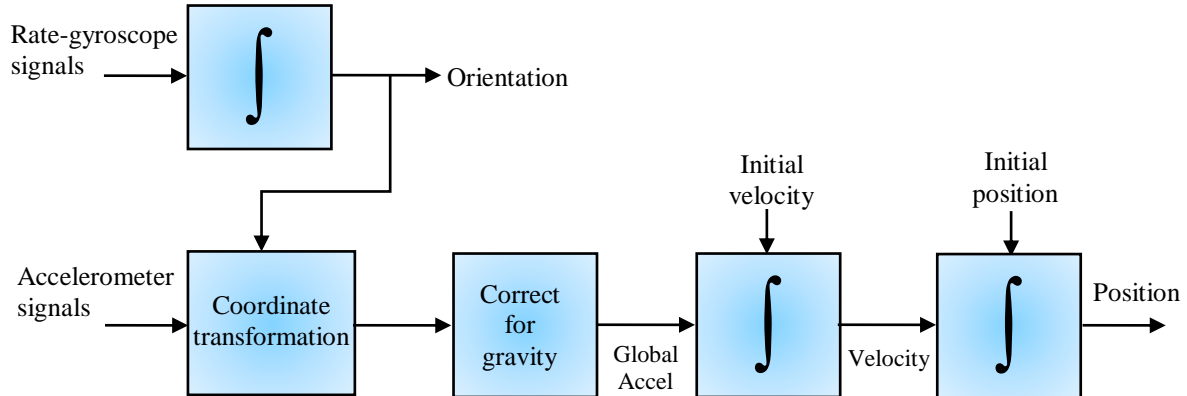 Rate-gyroscope
signals
∫
Orientation
Initial
velocity
Initial
position
Accelerometer
signals
Coordinate
transformation
Correct
for
gravity
Global
Accel
∫
Velocity
∫
Position